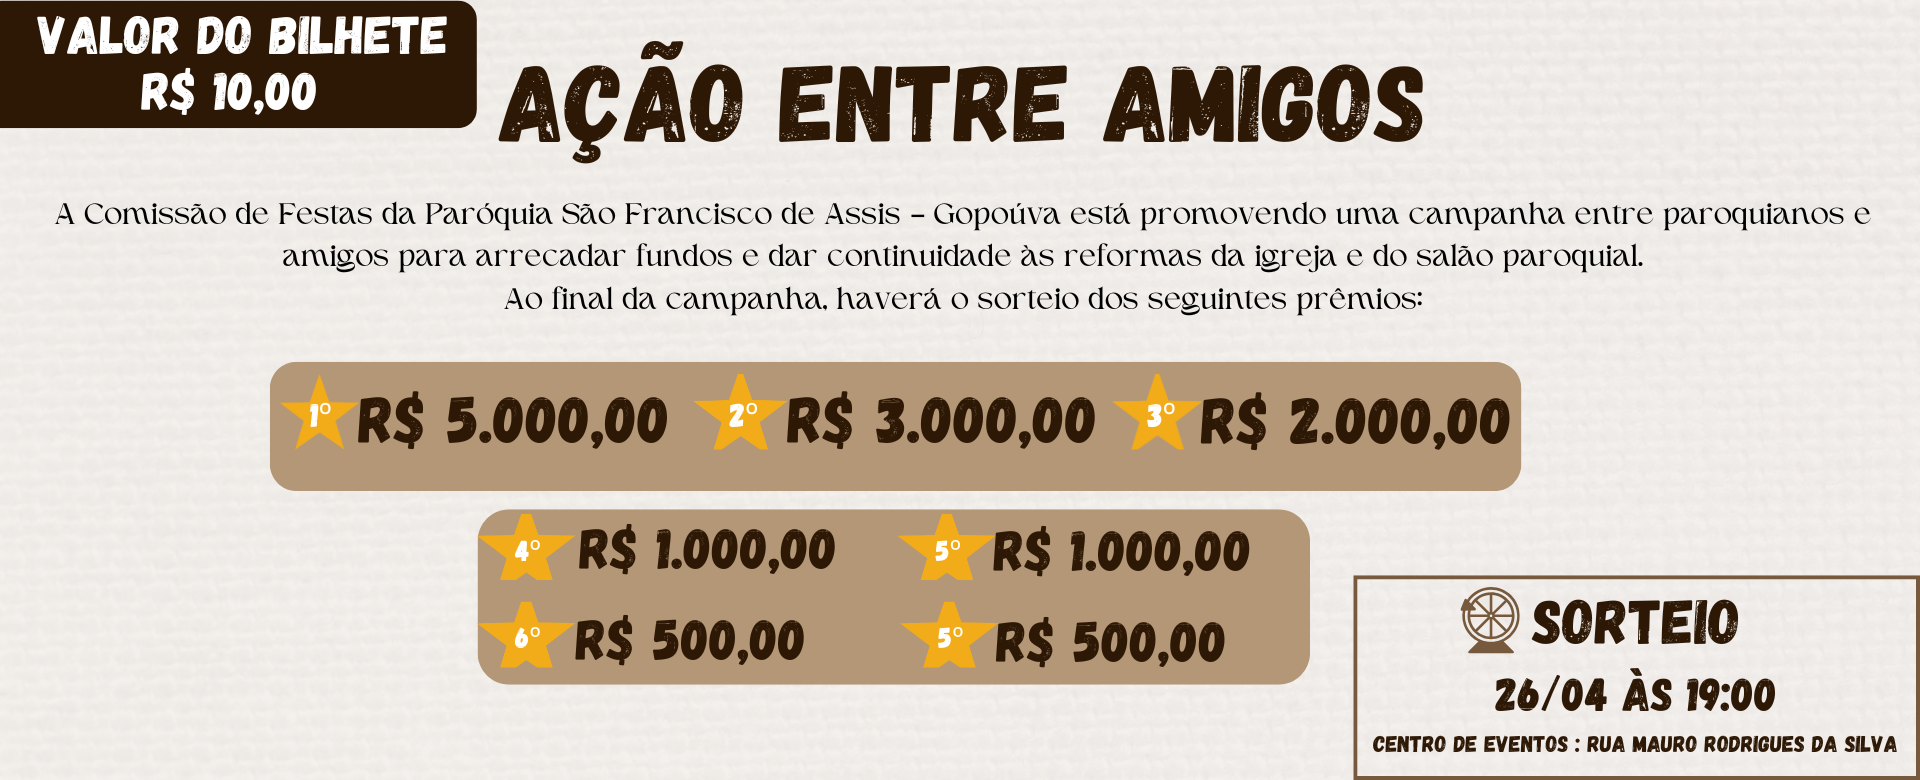 VALOR DO BILHETE
R$ 10,00
AÇÃO ENTRE AMIGOS
A Comissão de Festas da Paróquia São Francisco de Assis – Gopoúva está promovendo uma campanha entre paroquianos e
amigos para arrecadar fundos e dar continuidade às reformas da igreja e do salão paroquial.
Ao final da campanha, haverá o sorteio dos seguintes prêmios:
1º R$ 5.000,00 2º R$ 3.000,00 3º R$ 2.000,00
4º R$ 1.000,00 5º R$ 1.000,00
6º R$ 500,00 5º R$ 500,00
SORTEIO
26/04 ÀS 19:00
CENTRO DE EVENTOS : RUA MAURO RODRIGUES DA SILVA